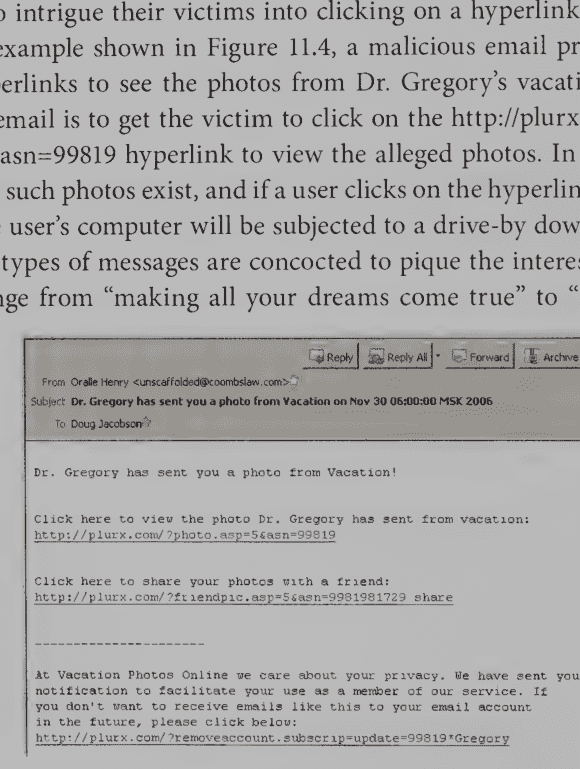 o intrigue their victims into clicking on a hyperlink
example shown in Figure 11.4, a malicious email pr
erlinks to see the photos from Dr. Gregory's vacati
email is to get the victim to click on the http://plurx
asn=99819 hyperlink to view the alleged photos. In
such photos exist, and if a user clicks on the hyperlin
e user's computer will be subjected to a drive-by dow
types of messages are concocted to pique the interes
nge from “making all your dreams come true” to “
Reply Reply All Forward Archive
From Oralle Henry <unscaffolded@coombslaw.com>
Subject Dr. Gregory has sent you a photo from Vacation on Nov 30 06:00:00 MSK 2006
To Doug Jacobson
Dr. Gregory has sent you a photo from Vacation!
Click here to view the photo Dr. Gregory has sent from vacation:
http://plurx.com/?photo.asp=5&asn=99819
Click here to share your photos with a friend:
http://plurx.com/?friendpic.asp=5&asn=9981981729 share
--------------------
At Vacation Photos Online we care about your privacy. We have sent you
notification to facilitate your use as a member of our service. If
you don't want to receive emails like this to your email account
in the future, please click below:
http://plurx.com/?removeaccount.subscrip=update=99819*Gregory